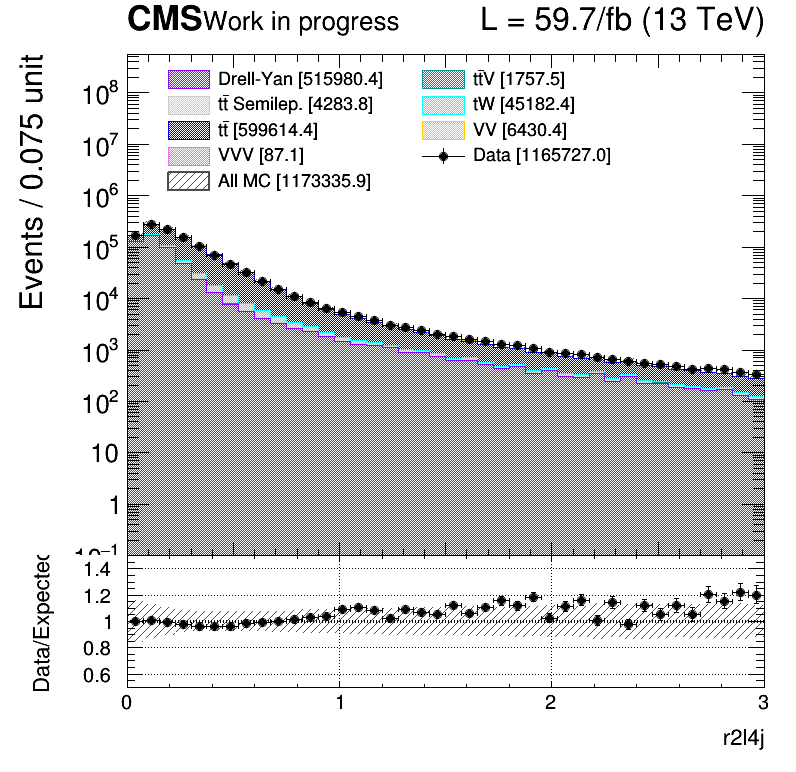 CMS Work in progress L = 59.7/fb (13 TeV)
Events / 0.075 unit
Drell-Yan [515980.4]
tt̄ Semilep. [4283.8]
tt̄ [599614.4]
VVV [87.1]
All MC [1173335.9]
tt̄V [1757.5]
tW [45182.4]
VV [6430.4]
Data [1165727.0]
10⁸
10⁷
10⁶
10⁵
10⁴
10³
10²
10
1
10⁻¹
Data/Expected
1.4
1.2
1
0.8
0.6
0 1 2 3
r2l4j